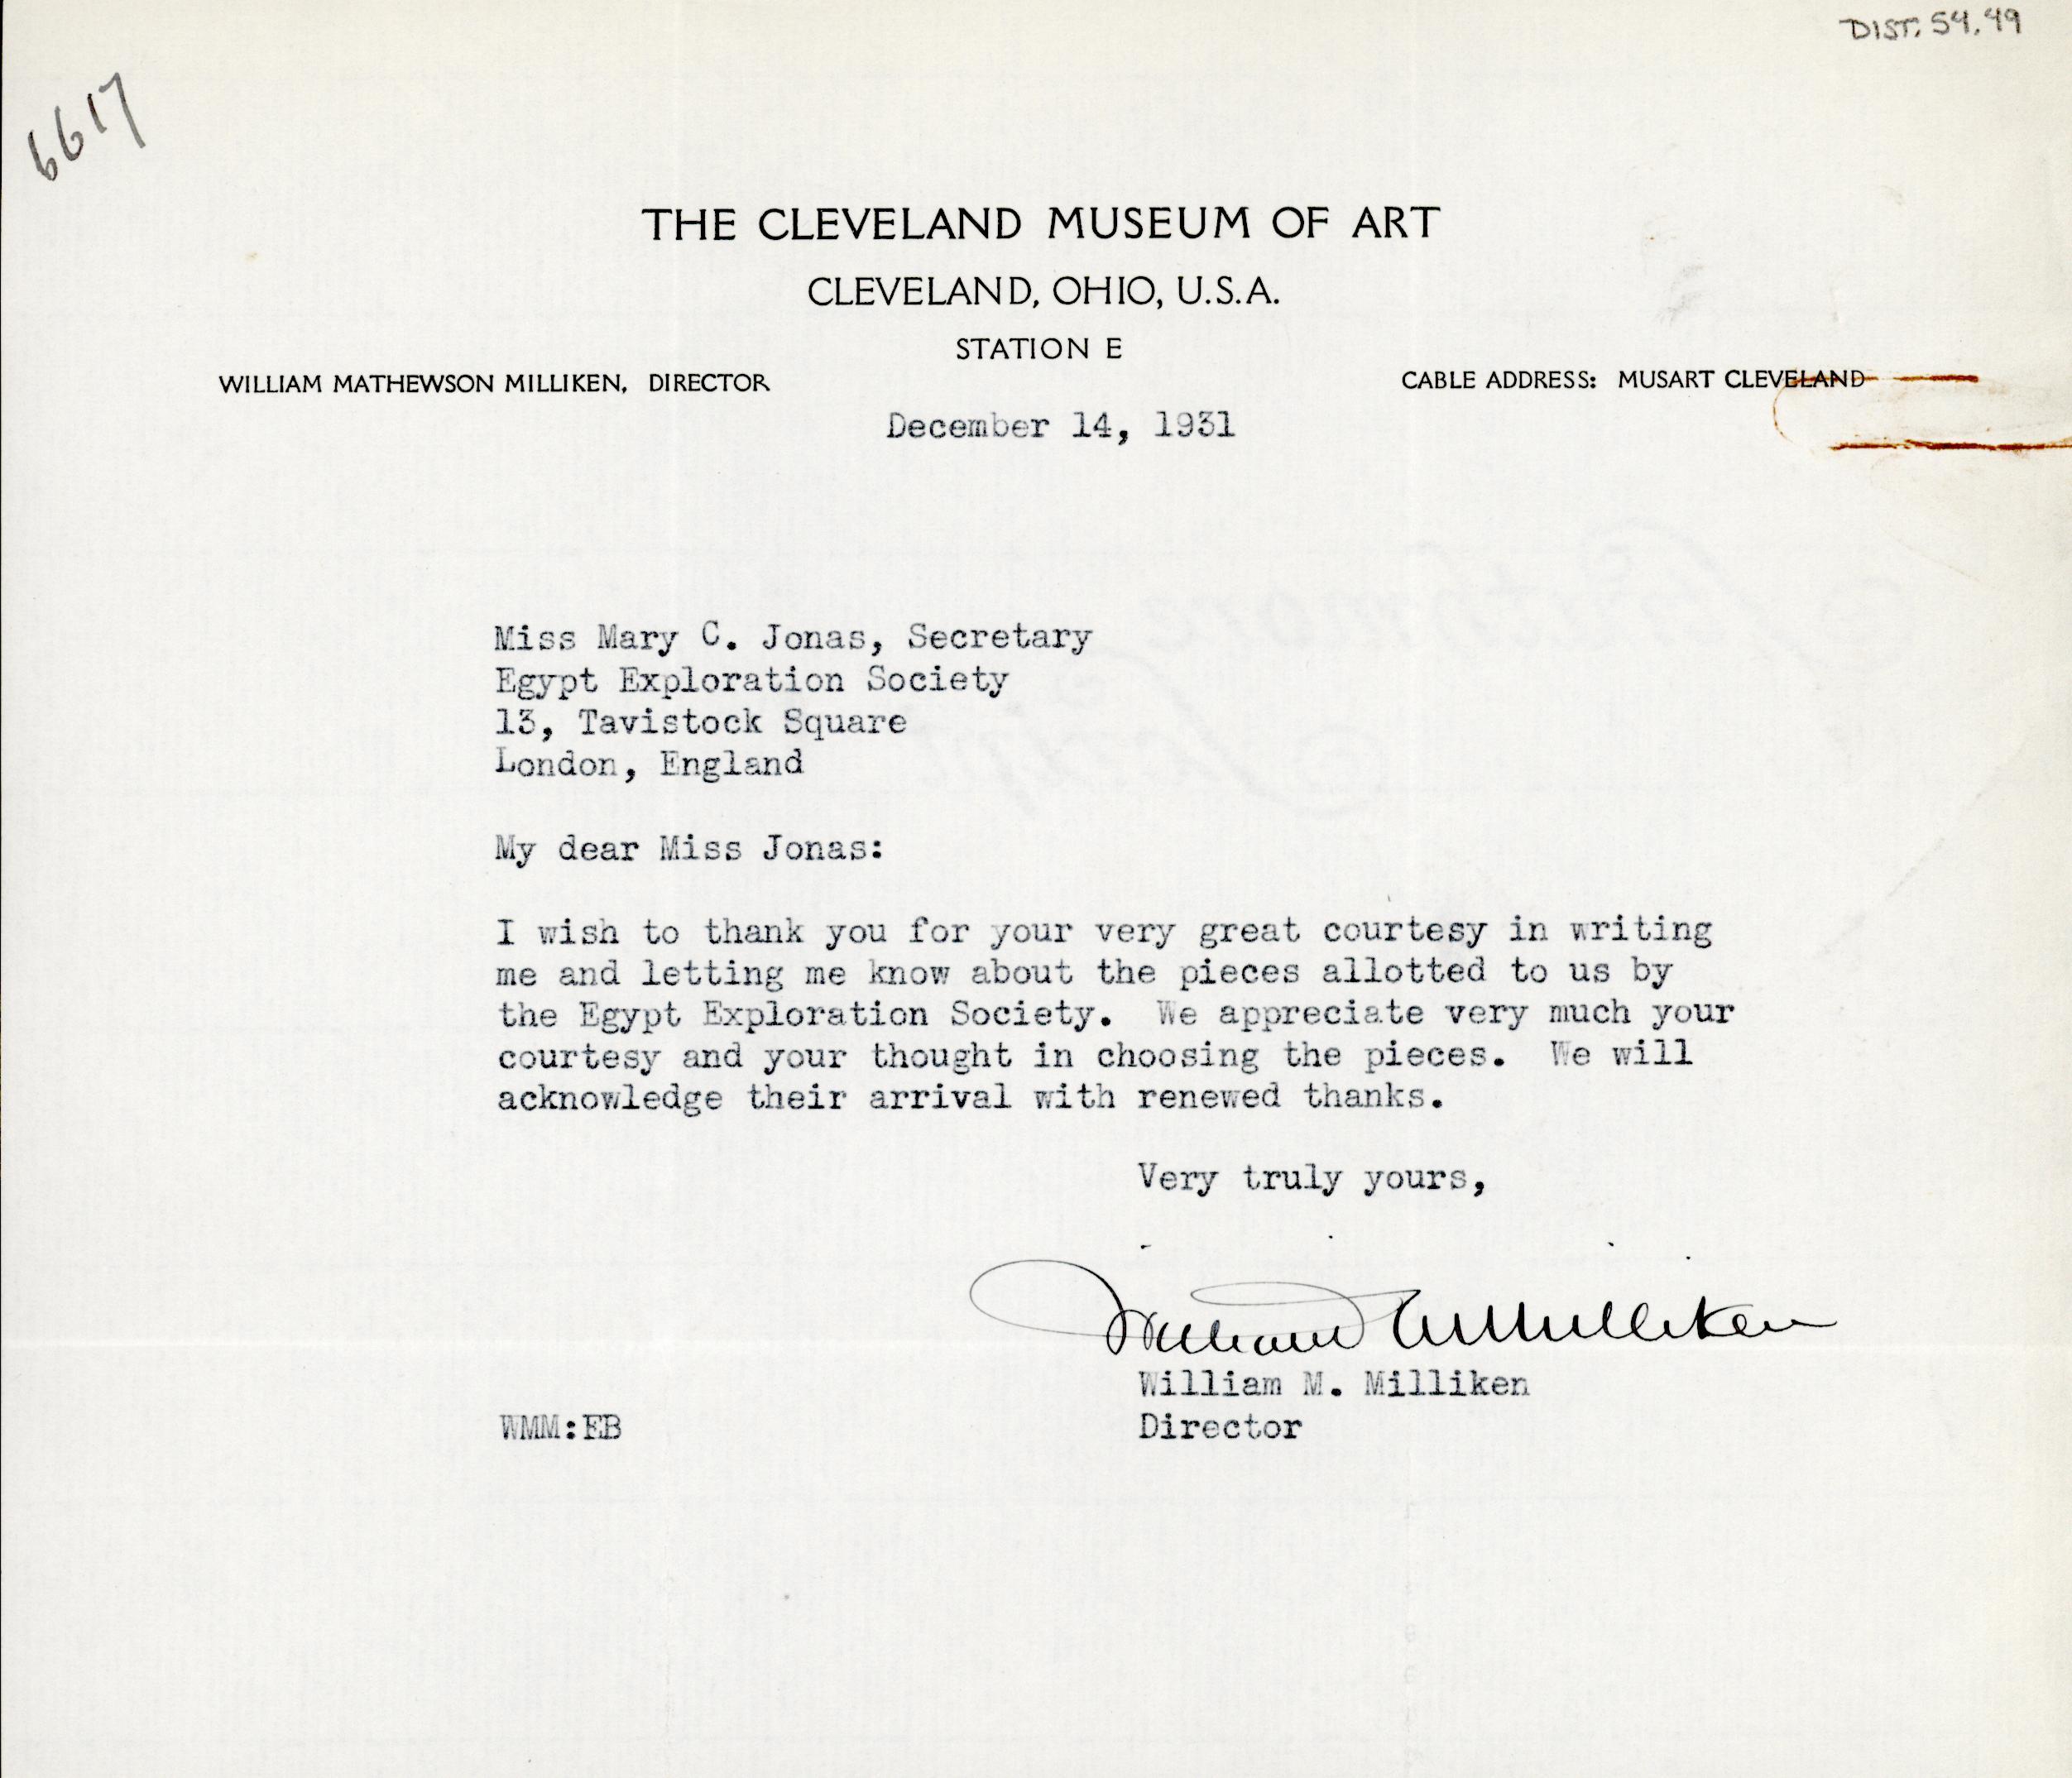 DIST. 54.49
6617
THE CLEVELAND MUSEUM OF ART
CLEVELAND, OHIO, U.S.A.
STATION E
WILLIAM MATHEWSON MILLIKEN, DIRECTOR
CABLE ADDRESS: MUSART CLEVELAND
December 14, 1931
Miss Mary C. Jonas, Secretary
Egypt Exploration Society
13, Tavistock Square
London, England
My dear Miss Jonas:
I wish to thank you for your very great courtesy in writing
me and letting me know about the pieces allotted to us by
the Egypt Exploration Society. We appreciate very much your
courtesy and your thought in choosing the pieces. We will
acknowledge their arrival with renewed thanks.
Very truly yours,
William M Milliken
William M. Milliken
WMM:EB
Director